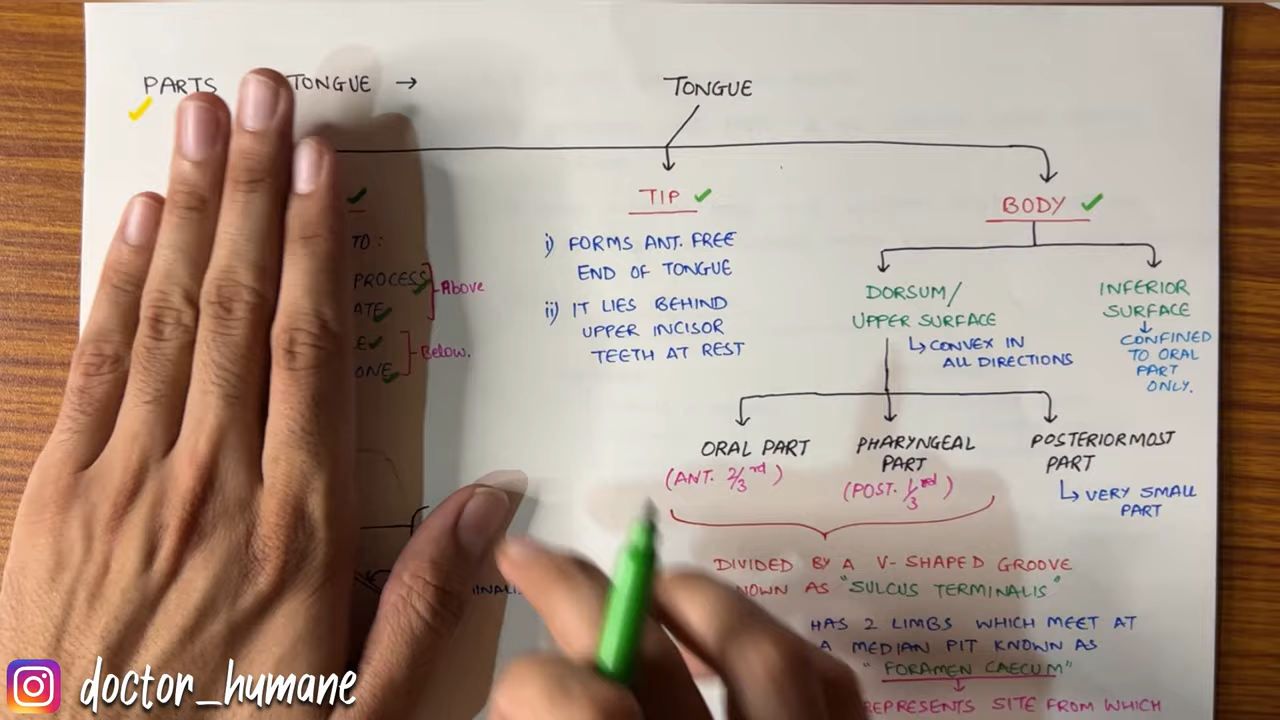 PARTS TONGUE →
TONGUE
TIP
BODY
TO:
PROCESS
Above
Below.
i) FORMS ANT. FREE
END OF TONGUE
ii) IT LIES BEHIND
UPPER INCISOR
TEETH AT REST
DORSUM/
UPPER SURFACE
CONVEX IN
ALL DIRECTIONS
INFERIOR
SURFACE
CONFINED
TO ORAL
PART
ONLY.
ORAL PART
(ANT. 2/3rd)
PHARYNGEAL
PART
(POST. 1/3rd)
POSTERIORMOST
PART
VERY SMALL
PART
DIVIDED BY A V-SHAPED GROOVE
AS "SULCUS TERMINALIS"
HAS 2 LIMBS WHICH MEET AT
A MEDIAN PIT KNOWN AS
"FORAMEN CAECUM"
REPRESENTS SITE FROM WHICH
doctor_humane